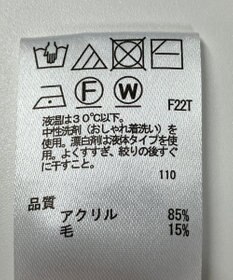 F W
F22T
液温は30℃以下。
中性洗剤（おしゃれ着洗い）を
使用。漂白剤は液体タイプを使
用。よくすすぎ、絞りの後すぐ
に干すこと。
110
品質
アクリル 85%
毛 15%